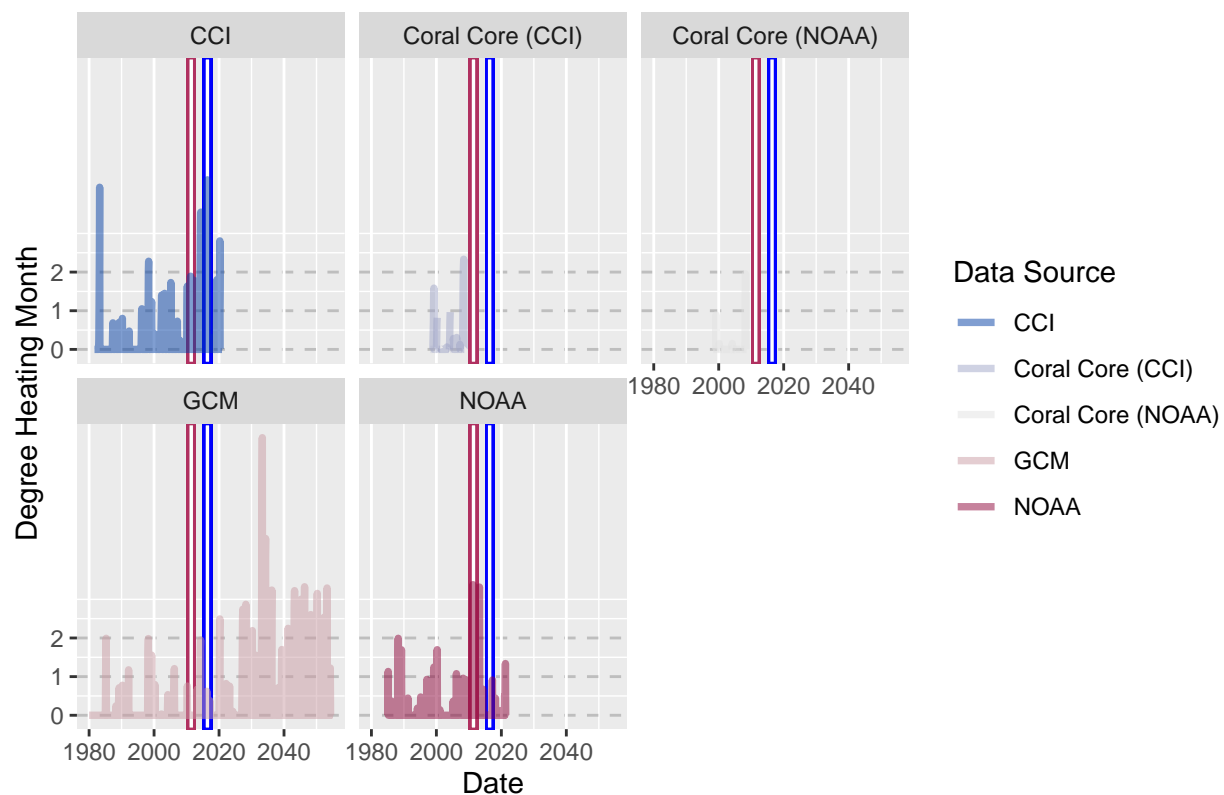 CCI
Coral Core (CCI)
Coral Core (NOAA)
2
1
0
1980 2000 2020 2040
GCM
NOAA
2
1
0
1980 2000 2020 2040
1980 2000 2020 2040
Date
Degree Heating Month
Data Source
CCI
Coral Core (CCI)
Coral Core (NOAA)
GCM
NOAA